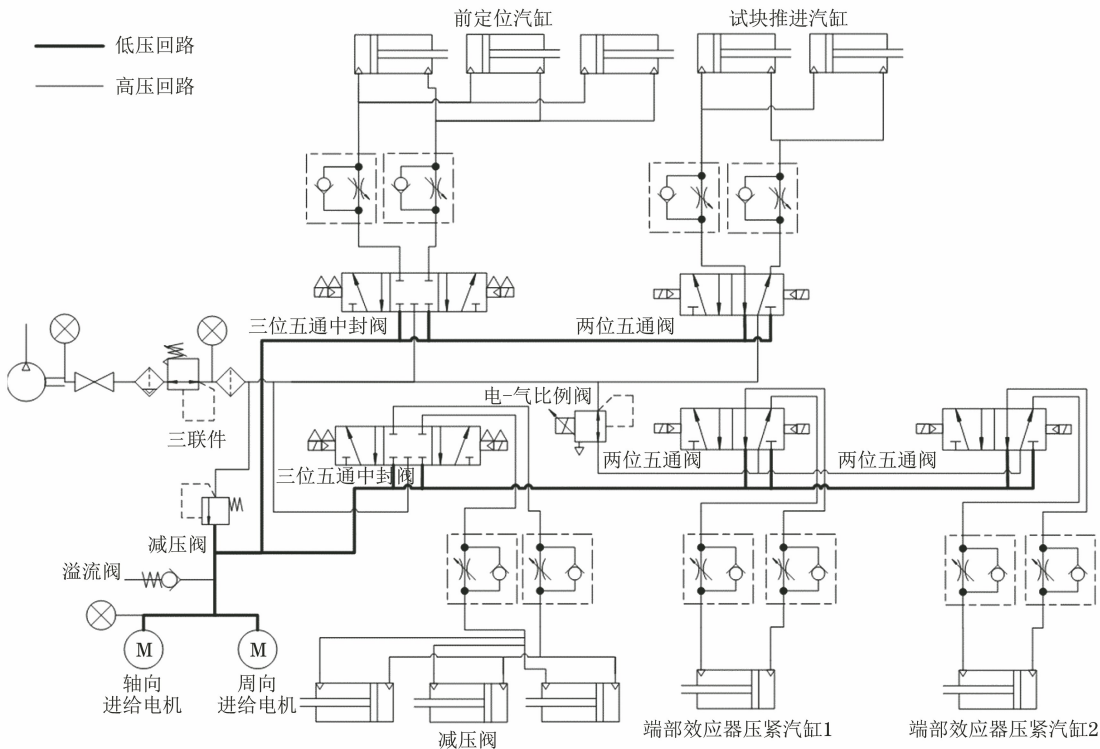 前定位汽缸
试块推进汽缸
低压回路
高压回路
三位五通中封阀
两位五通阀
电-气比例阀
三联件
三位五通中封阀
两位五通阀
两位五通阀
减压阀
溢流阀
M
M
轴向
进给电机
周向
进给电机
减压阀
端部效应器压紧汽缸1
端部效应器压紧汽缸2